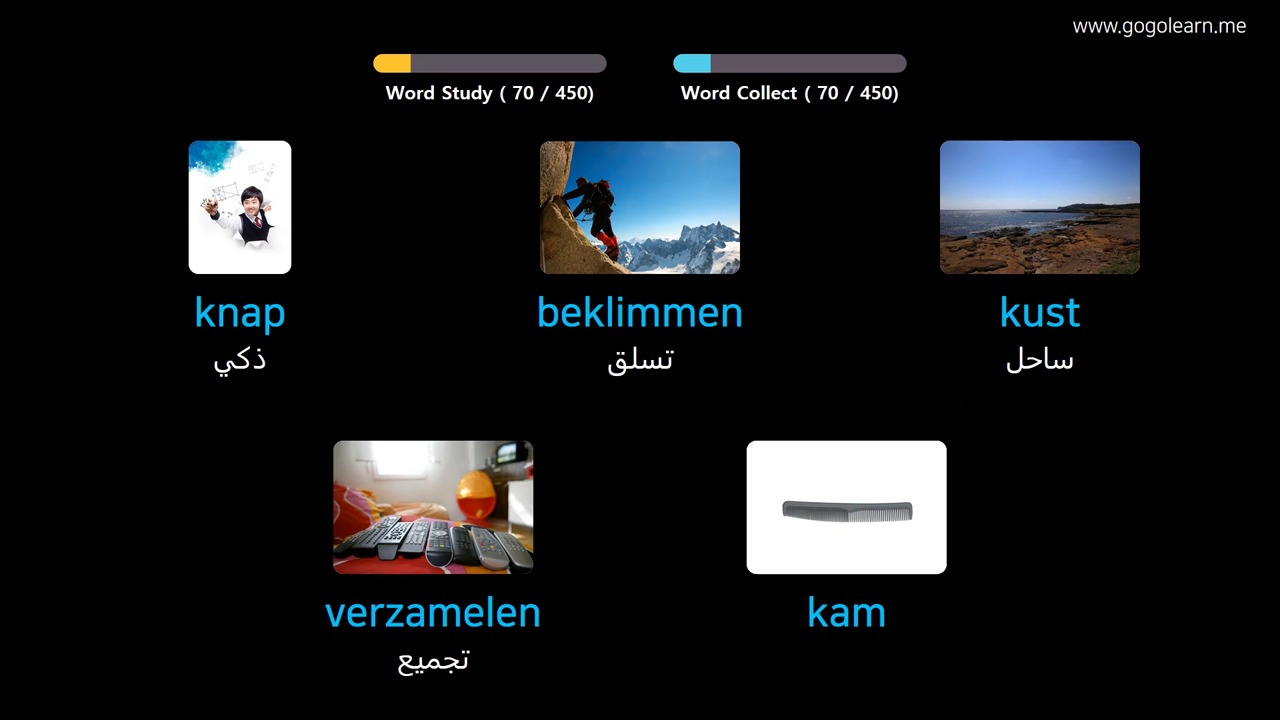 www.gogolearn.me
Word Study ( 70 / 450)
Word Collect ( 70 / 450)
knap
ذكي
beklimmen
تسلق
kust
ساحل
verzamelen
تجميع
kam